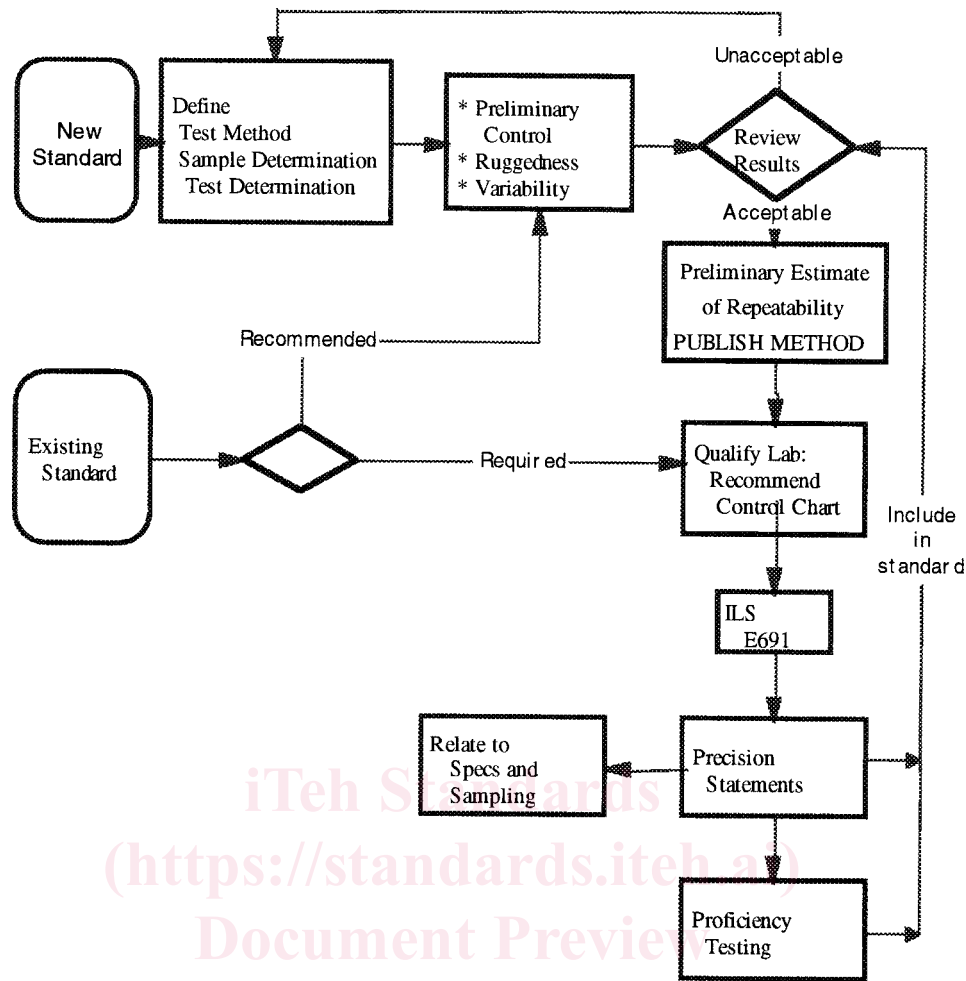 Unacceptable
New
Standard
Define
Test Method
Sample Determination
Test Determination
* Preliminary
Control
* Ruggedness
* Variability
Review
Results
Acceptable
Preliminary Estimate
of Repeatability
PUBLISH METHOD
Recommended
Existing
Standard
Required
Qualify Lab:
Recommend
Control Chart
Include
in
standard
ILS
E691
Relate to
Specs and
Sampling
Precision
Statements
Proficiency
Testing
iTeh Standards
(https://standards.iteh.ai)
Document Preview